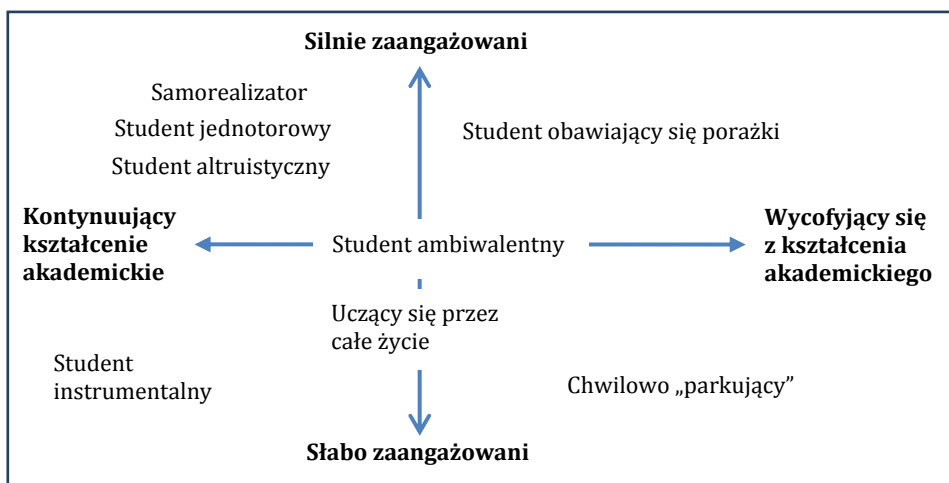 Silnie zaangażowani
Samorealizator
Student jednotorowy
Student altruistyczny
Student obawiający się porażki
Kontynuujący
kształcenie
akademickie
Student ambiwalentny
Wycofyjący się
z kształcenia
akademickiego
Uczący się przez
całe życie
Student
instrumentalny
Chwilowo „parkujący”
Słabo zaangażowani